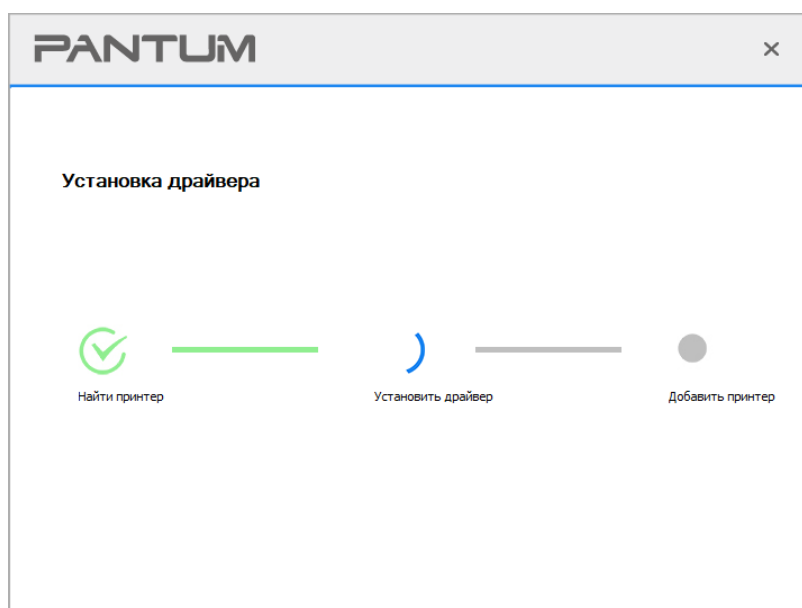 PANTUM
Установка драйвера
Найти принтер
Установить драйвер
Добавить принтер